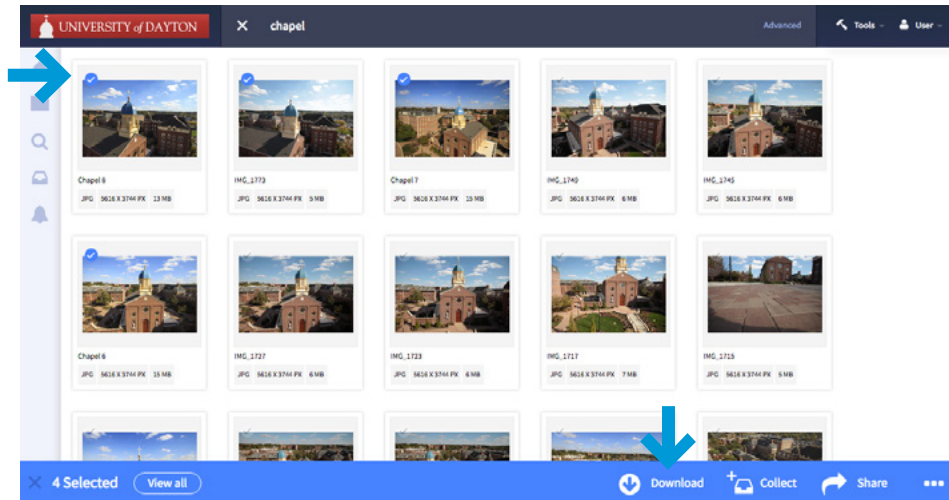 UNIVERSITY of DAYTON
chapel
Advanced
Tools
User
Chapel 6
JPG 5616 X 3744 PX 13 MB
IMG_1773
JPG 5616 X 3744 PX 5 MB
Chapel 7
JPG 5616 X 3744 PX 15 MB
IMG_1749
JPG 5616 X 3744 PX 6 MB
IMG_1745
JPG 5616 X 3744 PX 6 MB
Chapel 6
JPG 5616 X 3744 PX 15 MB
IMG_1727
JPG 5616 X 3744 PX 6 MB
IMG_1723
JPG 5616 X 3744 PX 6 MB
IMG_1717
JPG 5616 X 3744 PX 7 MB
IMG_1715
JPG 5616 X 3744 PX 5 MB
4 Selected
View all
Download
Collect
Share